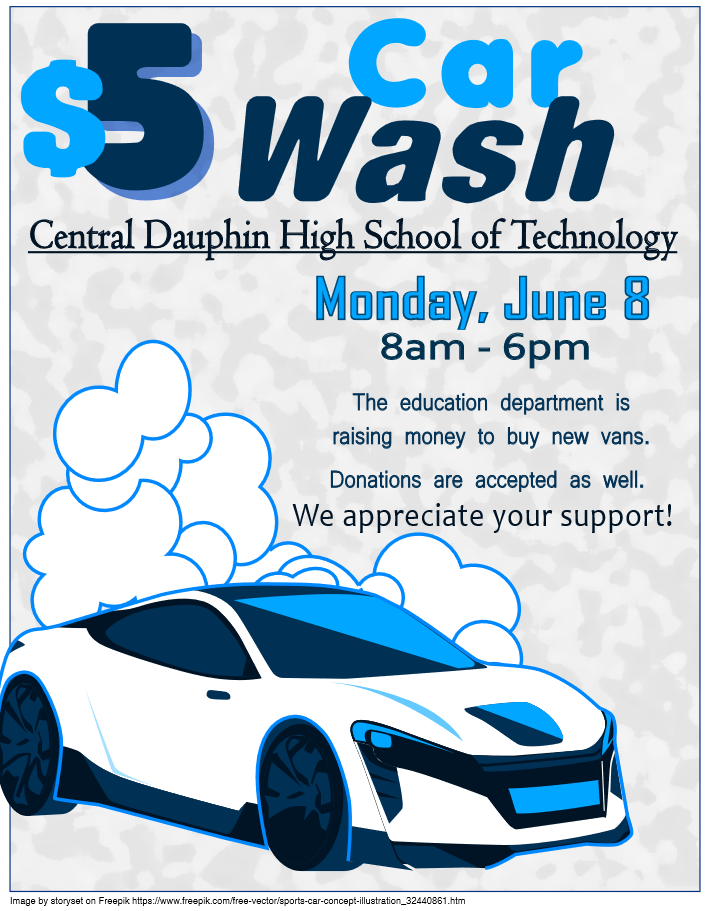 $5 Car
Wash
Central Dauphin High School of Technology
Monday, June 8
8am - 6pm
The education department is
raising money to buy new vans.
Donations are accepted as well.
We appreciate your support!
Image by storyset on Freepik https://www.freepik.com/free-vector/sports-car-concept-illustration_32440861.htm